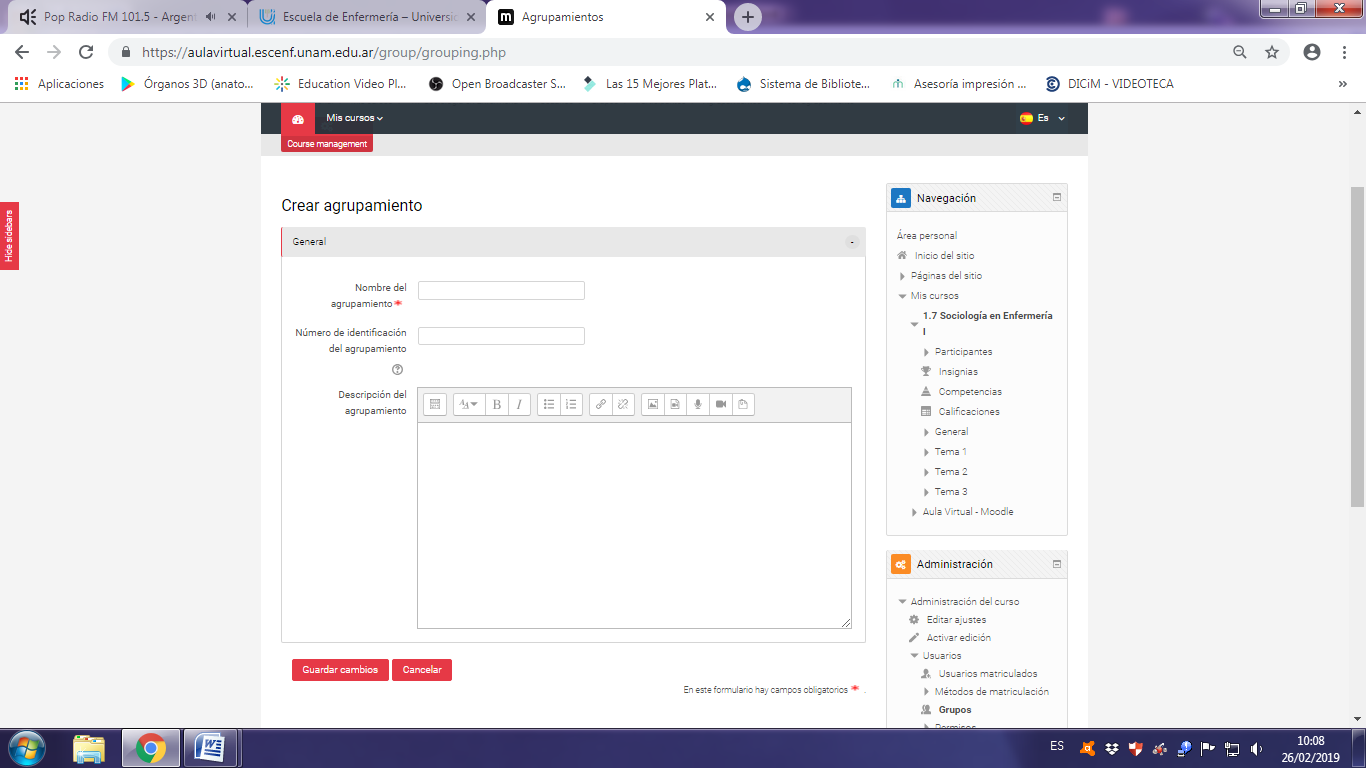 Pop Radio FM 101.5 - Argent
Escuela de Enfermería – Universi
Agrupamientos
https://aulavirtual.escenf.unam.edu.ar/group/grouping.php
Aplicaciones
Órganos 3D (anato...
Education Video Pl...
Open Broadcaster S...
Las 15 Mejores Plat...
Sistema de Bibliote...
Asesoría impresión ...
DICiM - VIDEOTECA
»
Mis cursos
Es
Course management
Hide sidebars
Crear agrupamiento
General
-
Nombre del
agrupamiento*
Número de identificación
del agrupamiento
Descripción del
agrupamiento
B
I
Guardar cambios
Cancelar
En este formulario hay campos obligatorios * .
Navegación
Área personal
Inicio del sitio
Páginas del sitio
Mis cursos
1.7 Sociología en Enfermería
I
Participantes
Insignias
Competencias
Calificaciones
General
Tema 1
Tema 2
Tema 3
Aula Virtual - Moodle
Administración
Administración del curso
Editar ajustes
Activar edición
Usuarios
Usuarios matriculados
Métodos de matriculación
Grupos
Permisos
ES
10:08
26/02/2019